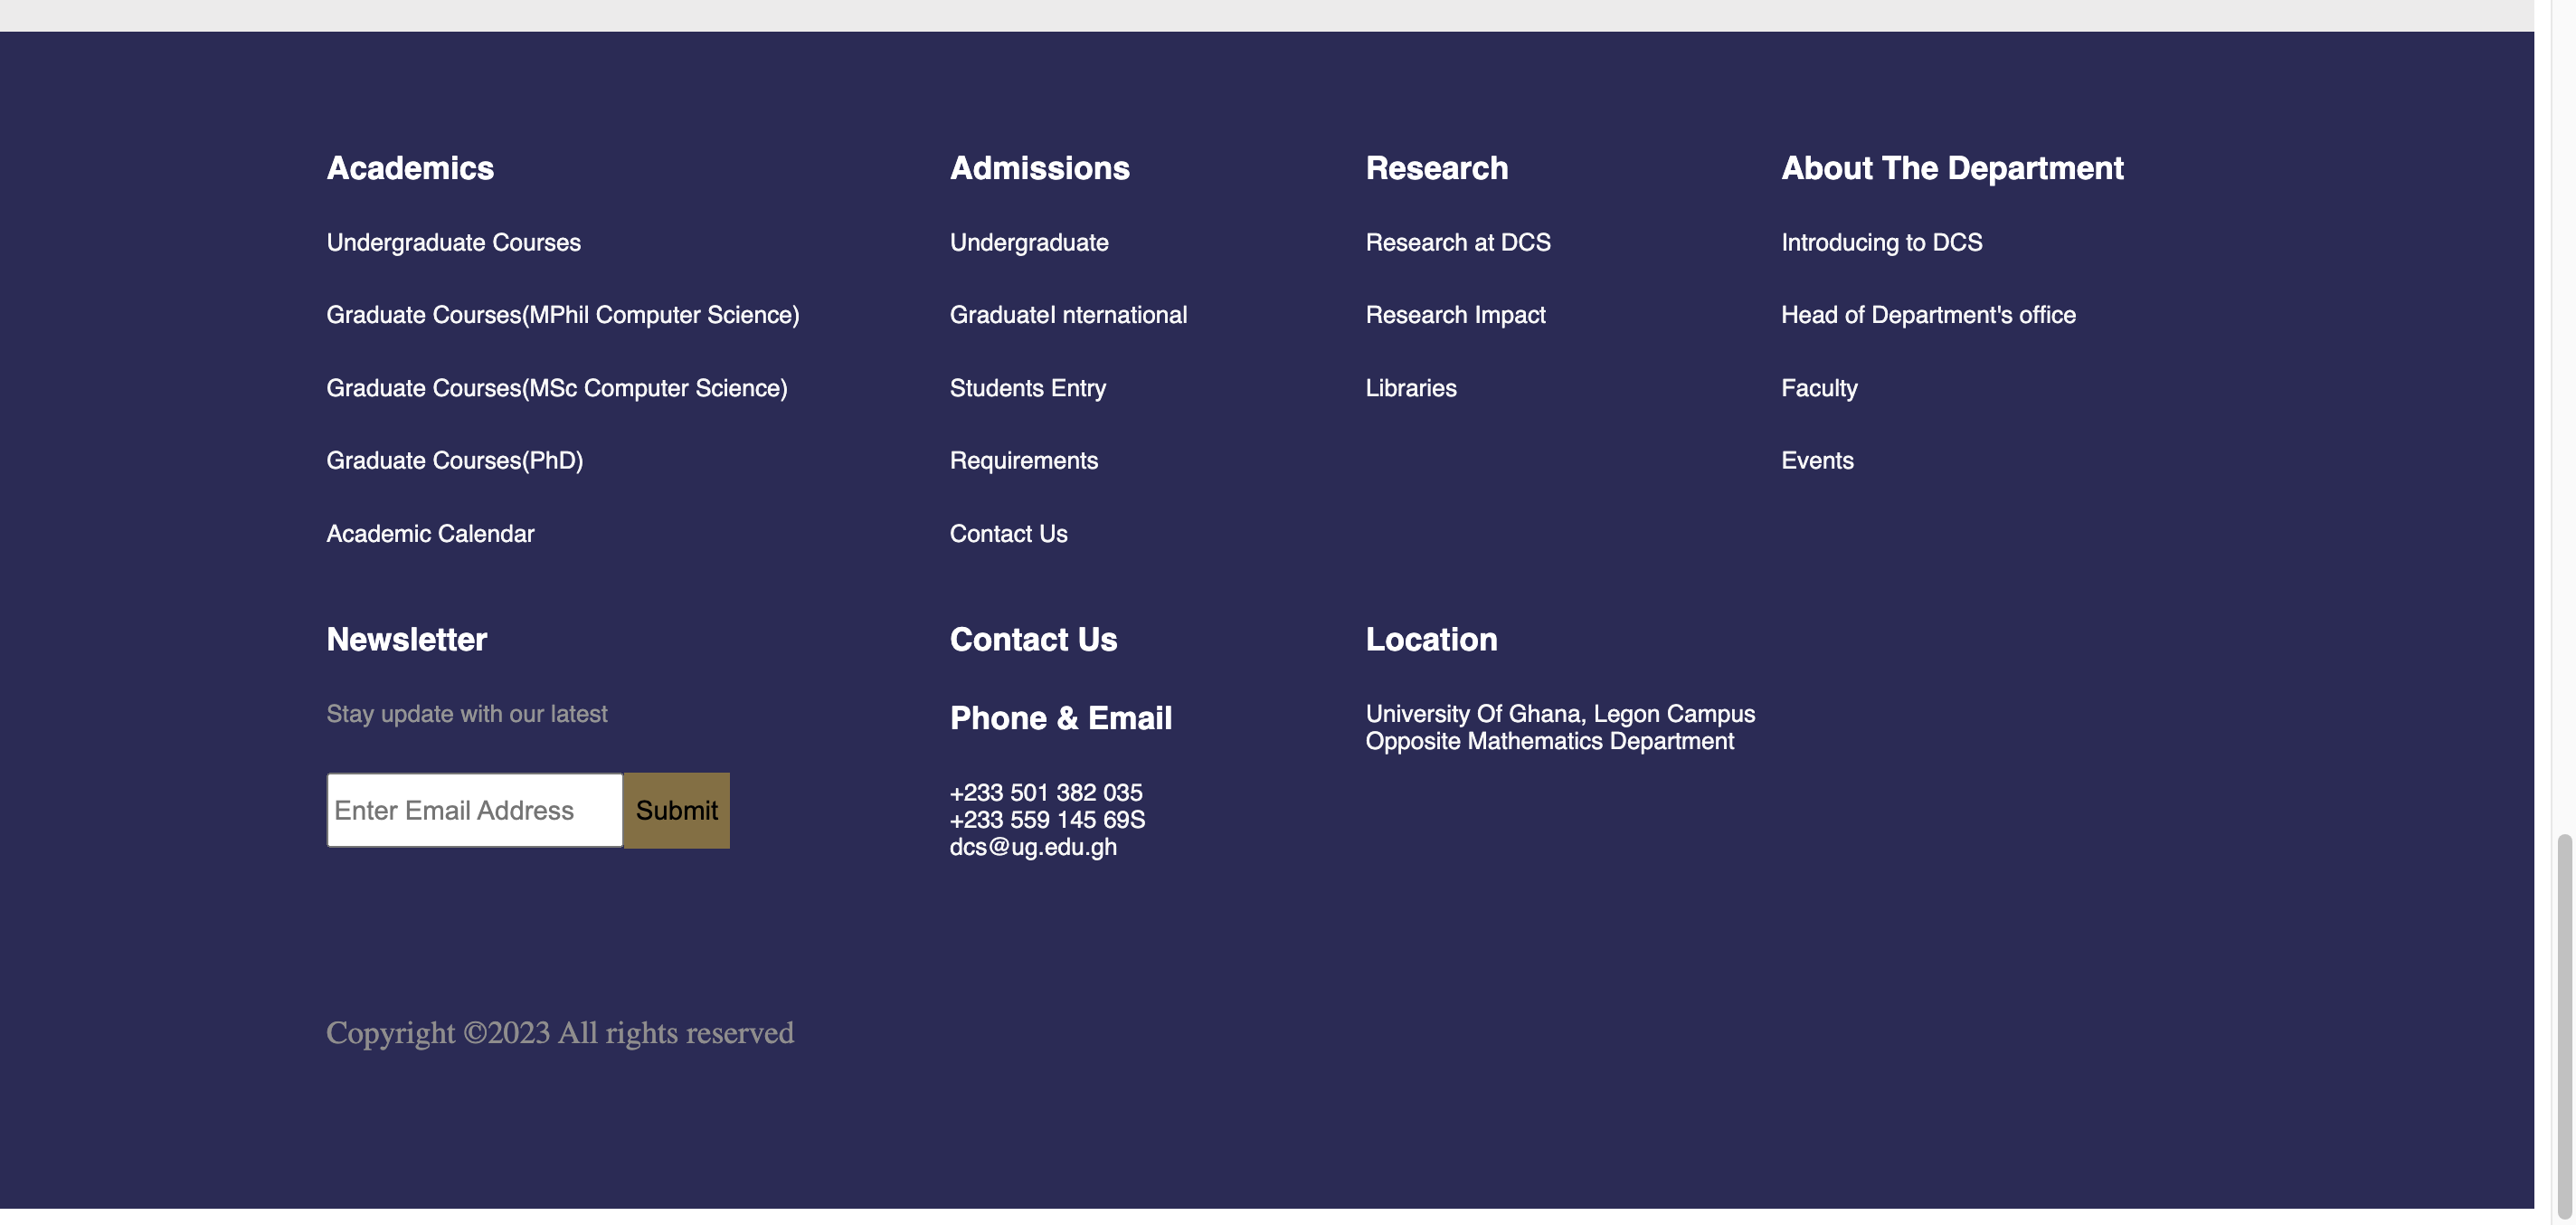 Academics
Undergraduate Courses
Graduate Courses(MPhil Computer Science)
Graduate Courses(MSc Computer Science)
Graduate Courses(PhD)
Academic Calendar
Admissions
Undergraduate
GraduateI nternational
Students Entry
Requirements
Contact Us
Research
Research at DCS
Research Impact
Libraries
About The Department
Introducing to DCS
Head of Department's office
Faculty
Events
Newsletter
Stay update with our latest
Enter Email Address
Submit
Contact Us
Phone & Email
+233 501 382 035
+233 559 145 69S
dcs@ug.edu.gh
Location
University Of Ghana, Legon Campus
Opposite Mathematics Department
Copyright ©2023 All rights reserved